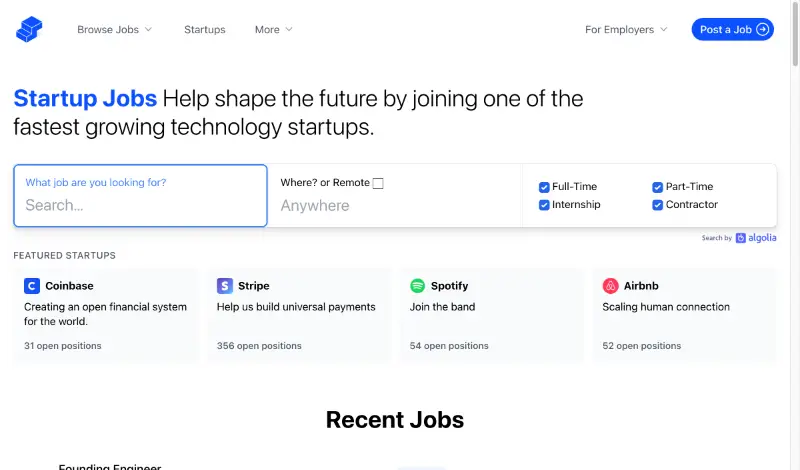 Browse Jobs
Startups
More
For Employers
Post a Job
Startup Jobs Help shape the future by joining one of the
fastest growing technology startups.
What job are you looking for?
Search...
Where? or Remote
Anywhere
Full-Time
Part-Time
Internship
Contractor
Search by algolia
FEATURED STARTUPS
C Coinbase
Creating an open financial system
for the world.
31 open positions
S Stripe
Help us build universal payments
356 open positions
Spotify
Join the band
54 open positions
Airbnb
Scaling human connection
52 open positions
Recent Jobs
Founding Engineer